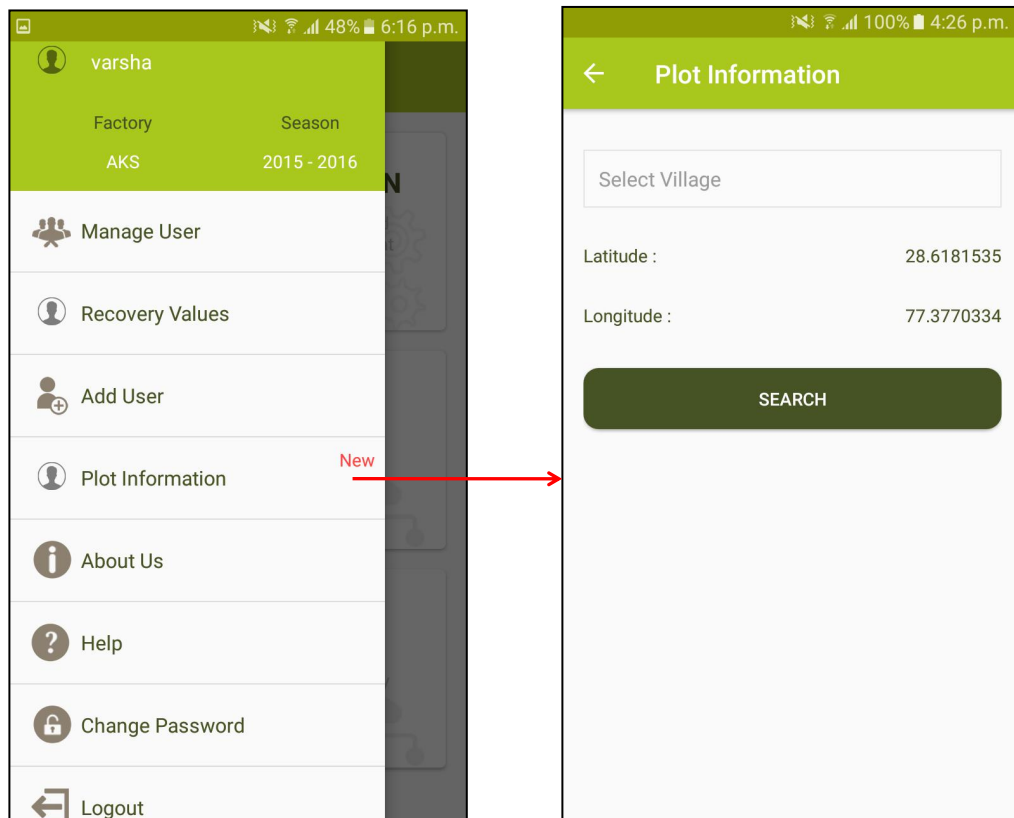 48% 6:16 p.m.
varsha
Factory Season
AKS 2015 - 2016
N
Manage User
Recovery Values
Add User
Plot Information New
About Us
Help
Change Password
Logout
100% 4:26 p.m.
Plot Information
Select Village
Latitude : 28.6181535
Longitude : 77.3770334
SEARCH